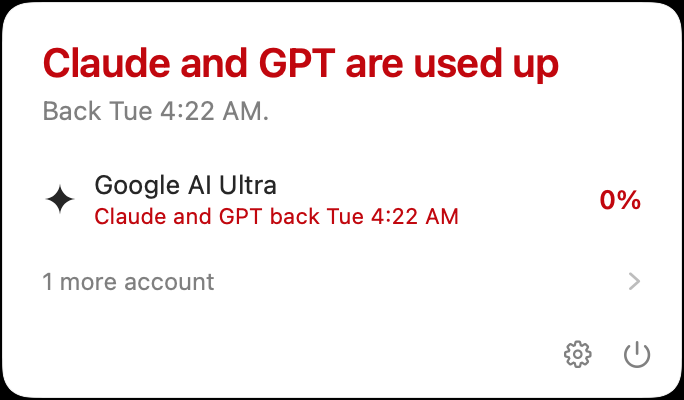 Claude and GPT are used up
Back Tue 4:22 AM.
Google AI Ultra
0%
Claude and GPT back Tue 4:22 AM
1 more account